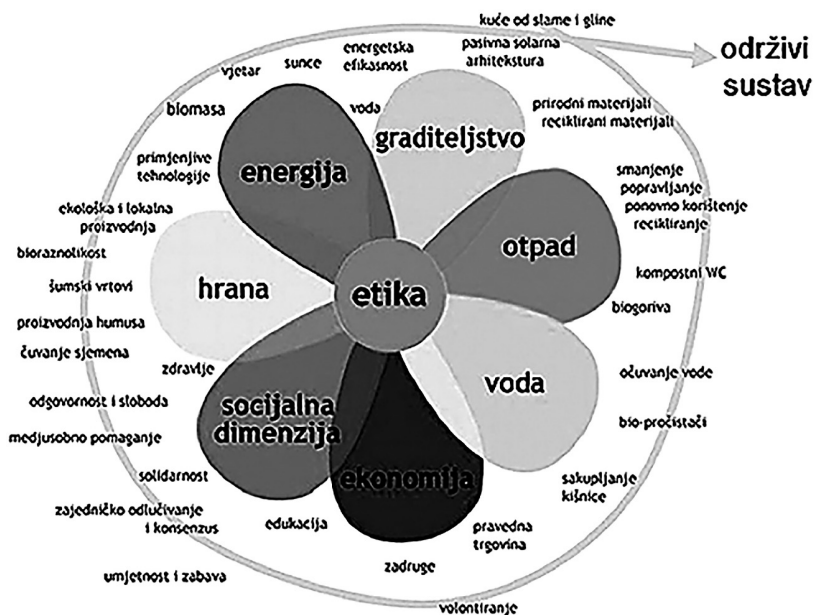 kuće od slame i gline
održivi
sustav
pasivna solarna
arhitektura
energetska
efikasnost
sunce
vjetar
biomasa
voda
prirodni materijali
reciklirani materijali
graditeljstvo
energija
primjenjive
tehnologije
smanjenje
popravljanje
ponovno korištenje
recikliranje
otpad
ekološka i lokalna
proizvodnja
bioraznolikost
šumski vrtovi
proizvodnja humusa
čuvanje sjemena
hrana
etika
kompostni WC
biogoriva
zdravlje
voda
očuvanje vode
bio-pročistači
odgovornost i sloboda
medjusobno pomaganje
socijalna
dimenzija
solidarnost
ekonomija
sakupljanje
kišnice
zajedničko odlučivanje
i konsenzus
edukacija
pravedna
trgovina
zadruge
umjetnost i zabava
volontiranje